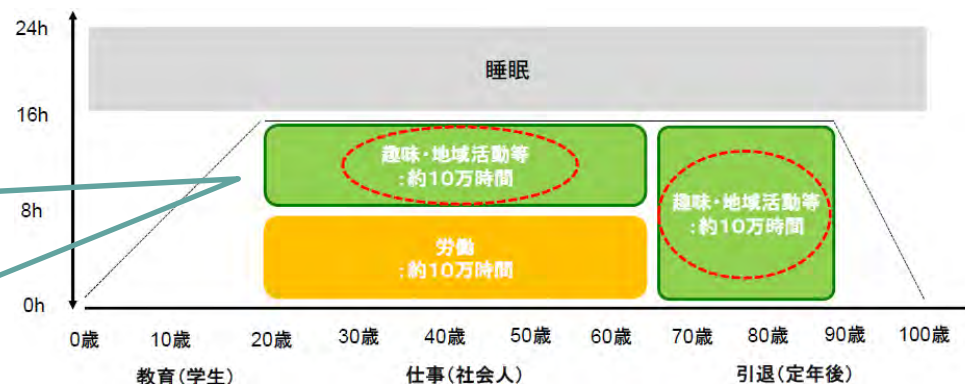 24h
睡眠
16h
趣味・地域活動等
:約10万時間
趣味・地域活動等
:約10万時間
8h
労働
:約10万時間
0h
0歳 10歳 20歳 30歳 40歳 50歳 60歳 70歳 80歳 90歳 100歳
教育(学生) 仕事(社会人) 引退(定年後)